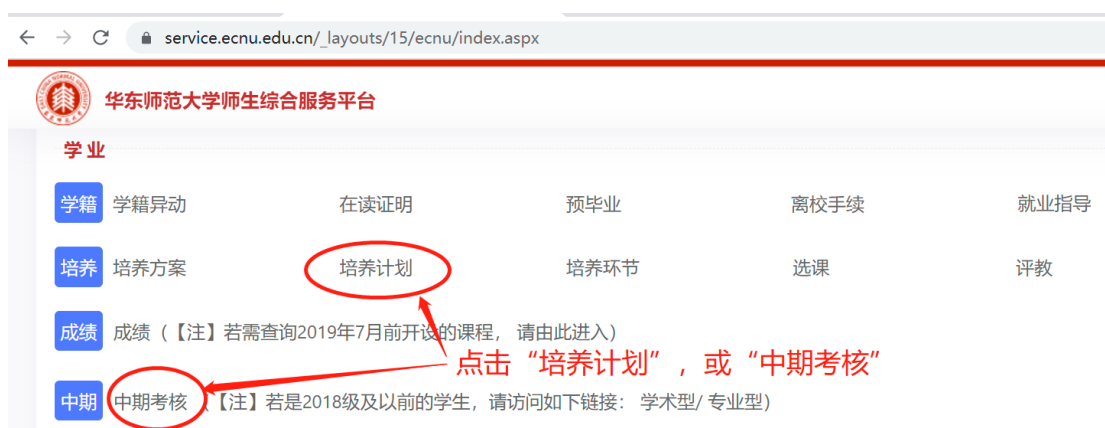 service.ecnu.edu.cn/_layouts/15/ecnu/index.aspx
华东师范大学师生综合服务平台
学业
学籍 学籍异动 在读证明 预毕业 离校手续 就业指导
培养 培养方案 培养计划 培养环节 选课 评教
成绩 成绩（【注】若需查询2019年7月前开设的课程， 请由此进入）
点击“培养计划”，或“中期考核”
中期 中期考核（【注】若是2018级及以前的学生，请访问如下链接： 学术型/ 专业型）